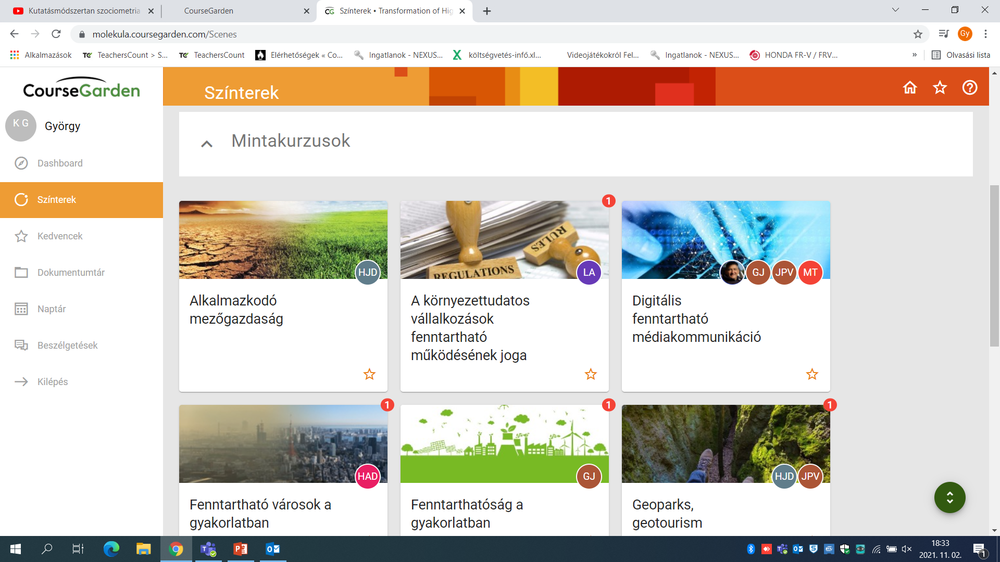 Kutatásmódszertan szociometria
CourseGarden
CG Színterek • Transformation of Hig
molekula.coursegarden.com/Scenes
Gy
Alkalmazások
TeachersCount > S...
TeachersCount
Elérhetőségek « Co...
Ingatlanok - NEXUS...
költségvetés-infó.xl...
Videojátékokról Fel...
Ingatlanok - NEXUS...
HONDA FR-V / FRV...
»
Olvasási lista
CourseGarden
Színterek
K G
György
Dashboard
Színterek
Kedvencek
Dokumentumtár
Naptár
Beszélgetések
Kilépés
Mintakurzusok
HJD
Alkalmazkodó
mezőgazdaság
1
RULES
REGULATIONS
LA
A környezettudatos
vállalkozások
fenntartható
működésének joga
GJ
JPV
MT
Digitális
fenntartható
médiakommunikáció
1
HAD
Fenntartható városok a
gyakorlatban
1
GJ
Fenntarthatóság a
gyakorlatban
1
HJD
JPV
Geoparks,
geotourism
18:33
2021. 11. 02.
1